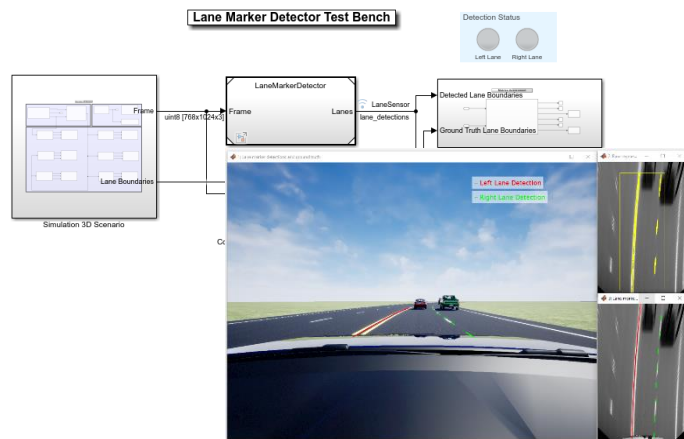 Lane Marker Detector Test Bench
Detection Status
Left Lane
Right Lane
LaneMarkerDetector
Frame
uint8 [768x1024x3]
Frame
Lanes
LaneSensor
lane_detections
Detected Lane Boundaries
Ground Truth Lane Boundaries
Lane Boundaries
Simulation 3D Scenario
- Left Lane Detection
- Right Lane Detection